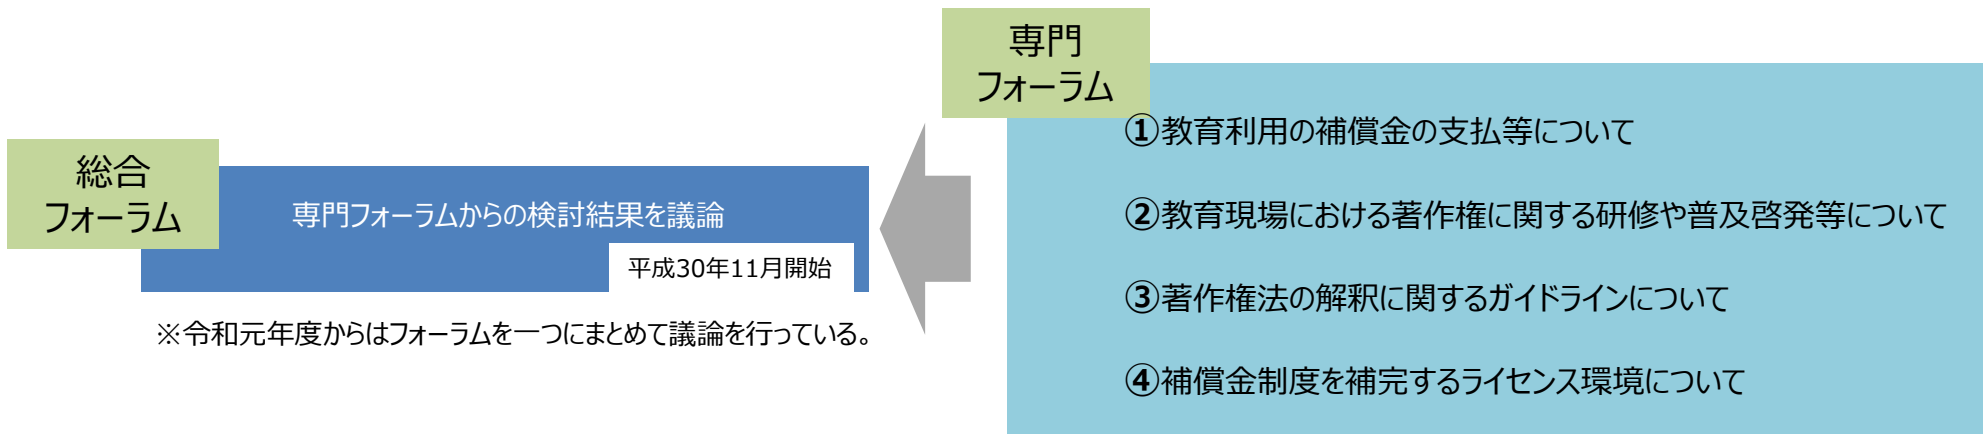 専門
フォーラム
①教育利用の補償金の支払等について
②教育現場における著作権に関する研修や普及啓発等について
③著作権法の解釈に関するガイドラインについて
④補償金制度を補完するライセンス環境について
総合
フォーラム
専門フォーラムからの検討結果を議論
平成30年11月開始
※令和元年度からはフォーラムを一つにまとめて議論を行っている。